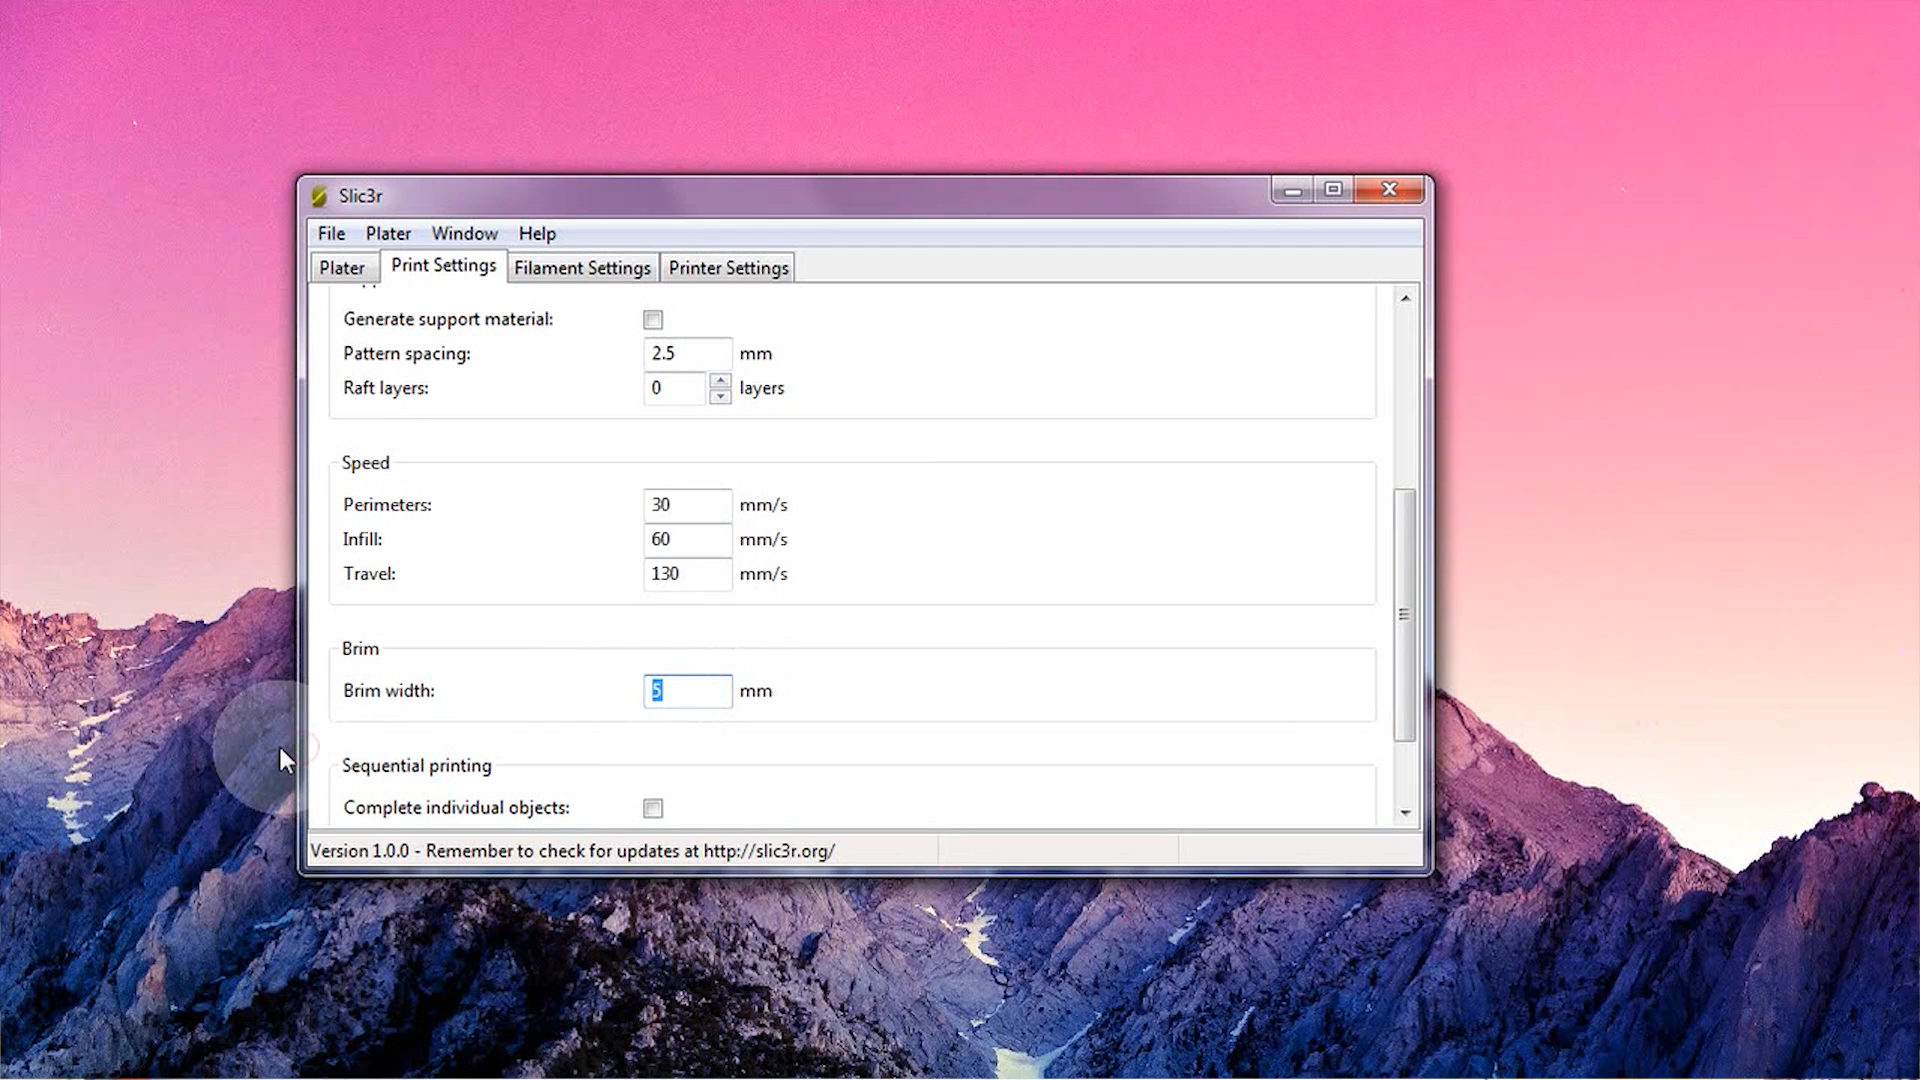 Slic3r
File Plater Window Help
Plater Print Settings Filament Settings Printer Settings
Generate support material:
Pattern spacing: 2.5 mm
Raft layers: 0 layers
Speed
Perimeters: 30 mm/s
Infill: 60 mm/s
Travel: 130 mm/s
Brim
Brim width: 5 mm
Sequential printing
Complete individual objects:
Version 1.0.0 - Remember to check for updates at http://slic3r.org/